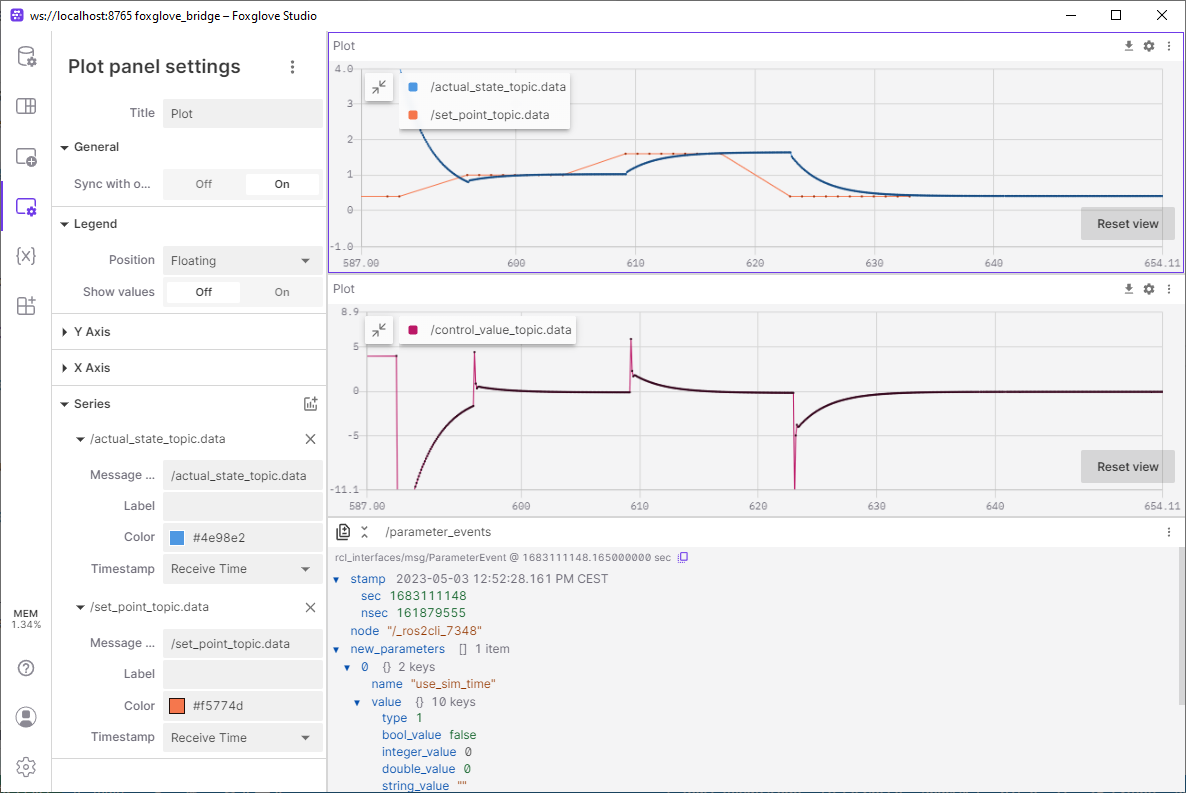 ws://localhost:8765 foxglove_bridge – Foxglove Studio
Plot panel settings
Title Plot
General
Sync with o... Off On
Legend
Position Floating
Show values Off On
Y Axis
X Axis
Series
/actual_state_topic.data
Message ... /actual_state_topic.data
Label
Color #4e98e2
Timestamp Receive Time
/set_point_topic.data
Message ... /set_point_topic.data
Label
Color #f5774d
Timestamp Receive Time
MEM
1.34%
Plot
4.0
3
2
1
0
-1.0
/actual_state_topic.data
/set_point_topic.data
Reset view
587.00 600 610 620 630 640 654.11
Plot
8.9
5
0
-5
-11.1
/control_value_topic.data
Reset view
587.00 600 610 620 630 640 654.11
/parameter_events
rcl_interfaces/msg/ParameterEvent @ 1683111148.165000000 sec
stamp 2023-05-03 12:52:28.161 PM CEST
sec 1683111148
nsec 161879555
node "/_ros2cli_7348"
new_parameters [] 1 item
0 {} 2 keys
name "use_sim_time"
value {} 10 keys
type 1
bool_value false
integer_value 0
double_value 0
string_value ""